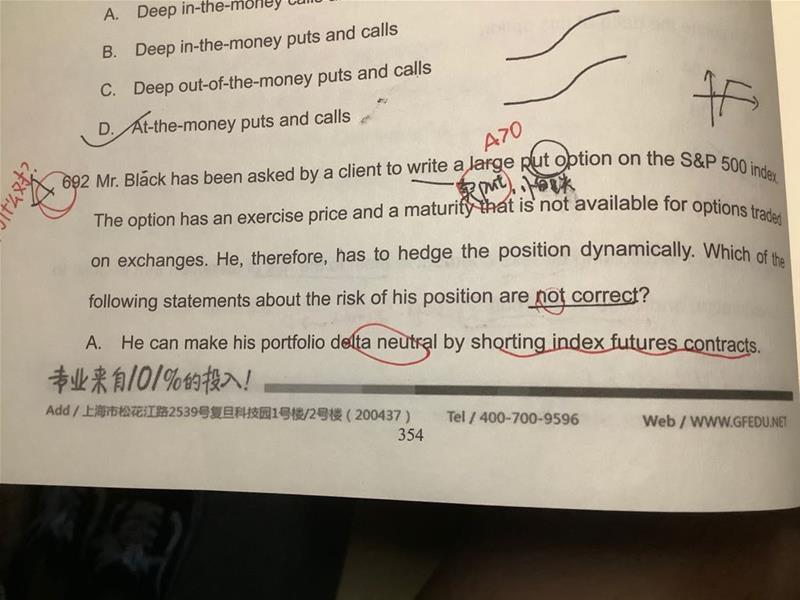 A. Deep in-the-money calls a
B. Deep in-the-money puts and calls
C. Deep out-of-the-money puts and calls
D. At-the-money puts and calls
A70
692 Mr. Black has been asked by a client to write a large put option on the S&P 500 index.
put
The option has an exercise price and a maturity that is not available for options traded
on exchanges. He, therefore, has to hedge the position dynamically. Which of the
following statements about the risk of his position are not correct?
A. He can make his portfolio delta neutral by shorting index futures contracts.
专业来自101%的投入!
Add / 上海市松花江路2539号复旦科技园1号楼/2号楼(200437) Tel / 400-700-9596 Web / WWW.GFEDU.NET
354